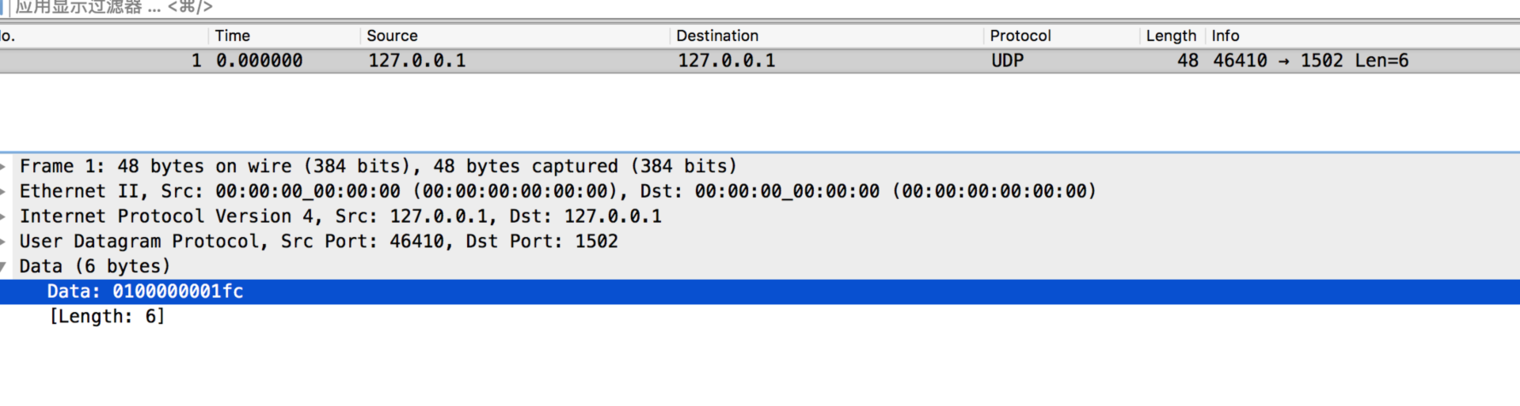 应用显示过滤器 ... <⌘/>
o. Time Source Destination Protocol Length Info
1 0.000000 127.0.0.1 127.0.0.1 UDP 48 46410 → 1502 Len=6
Frame 1: 48 bytes on wire (384 bits), 48 bytes captured (384 bits)
Ethernet II, Src: 00:00:00_00:00:00 (00:00:00:00:00:00), Dst: 00:00:00_00:00:00 (00:00:00:00:00:00)
Internet Protocol Version 4, Src: 127.0.0.1, Dst: 127.0.0.1
User Datagram Protocol, Src Port: 46410, Dst Port: 1502
Data (6 bytes)
Data: 0100000001fc
[Length: 6]